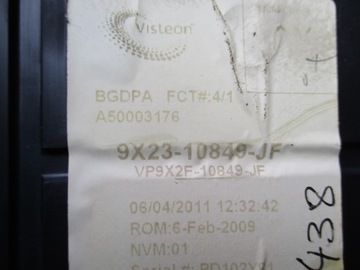 Visteon
BGDPA FCT#:4/1
A50003176
9X23-10849-JF
VP9X2F-10849-JF
06/04/2011 12:32:42
ROM:6-Feb-2009
NVM:01
438